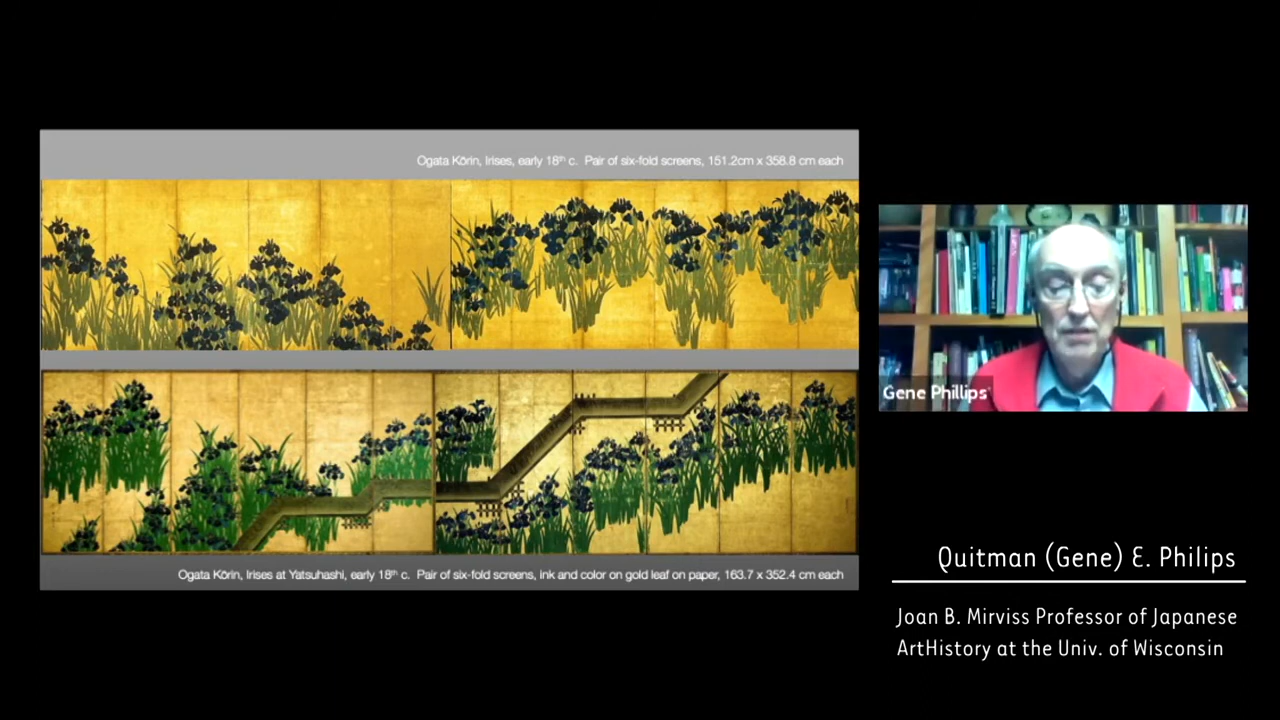 Ogata Kōrin, Irises, early 18th c. Pair of six-fold screens, 151.2cm x 358.8 cm each
Ogata Kōrin, Irises at Yatsuhashi, early 18th c. Pair of six-fold screens, ink and color on gold leaf on paper, 163.7 x 352.4 cm each
Gene Phillips
Quitman (Gene) E. Philips
Joan B. Mirviss Professor of Japanese
ArtHistory at the Univ. of Wisconsin